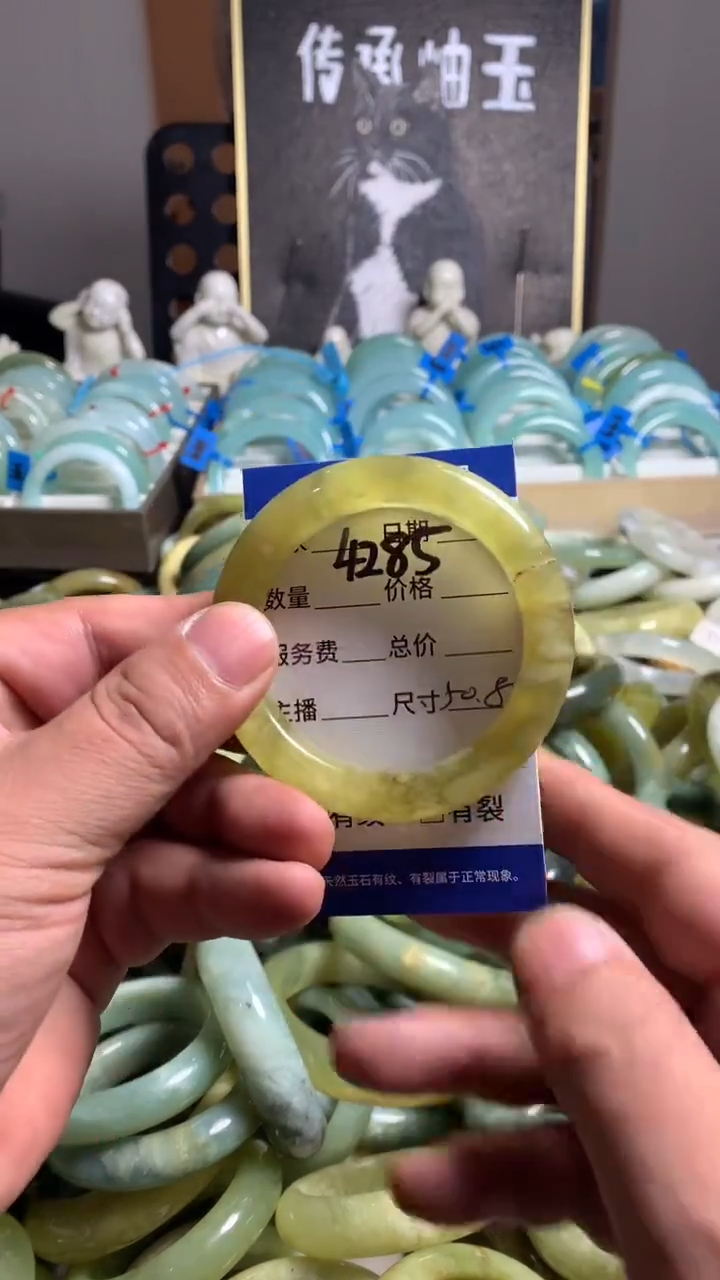 传承岫玉
日期
4285
数量 价格
服务费 总价
主播 尺寸 50.8
有纹 有裂
天然玉石有纹、有裂属于正常现象。